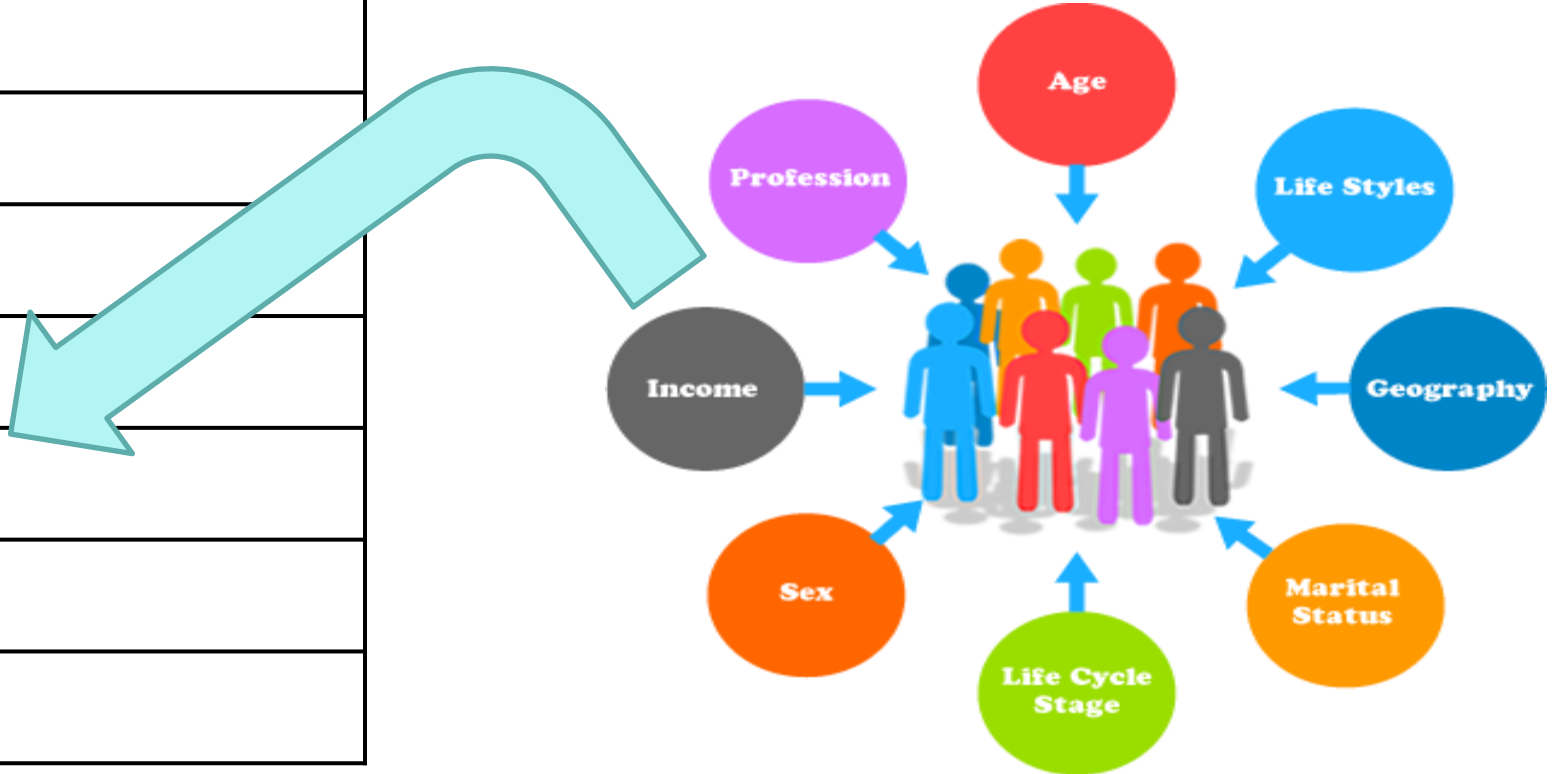 Age
Profession
Life Styles
Income
Geography
Sex
Marital
Status
Life Cycle
Stage